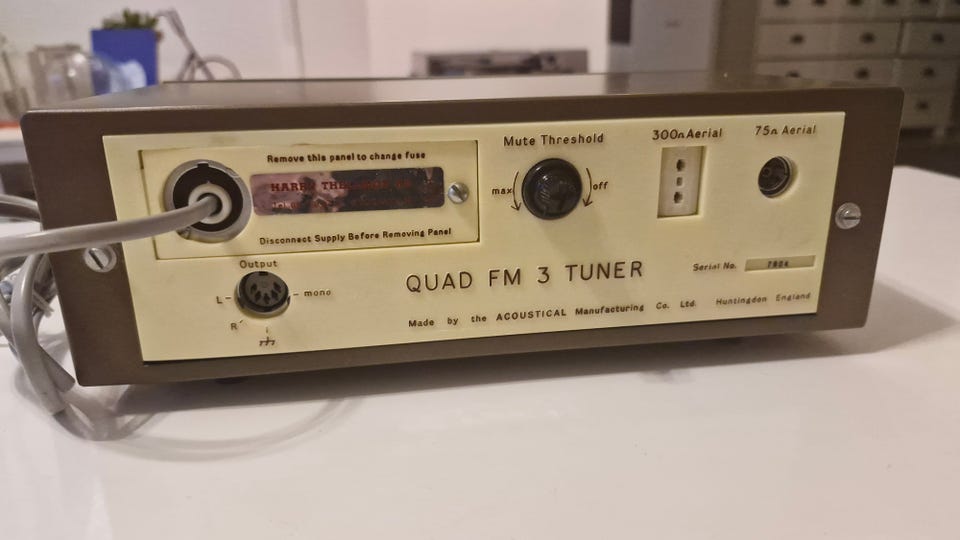 Remove this panel to change fuse
HARRY
Disconnect Supply Before Removing Panel
Mute Threshold
max
off
300Ω Aerial
75Ω Aerial
Output
L
mono
R
QUAD FM 3 TUNER
Serial No.
Made by the ACOUSTICAL Manufacturing Co. Ltd. Huntingdon England